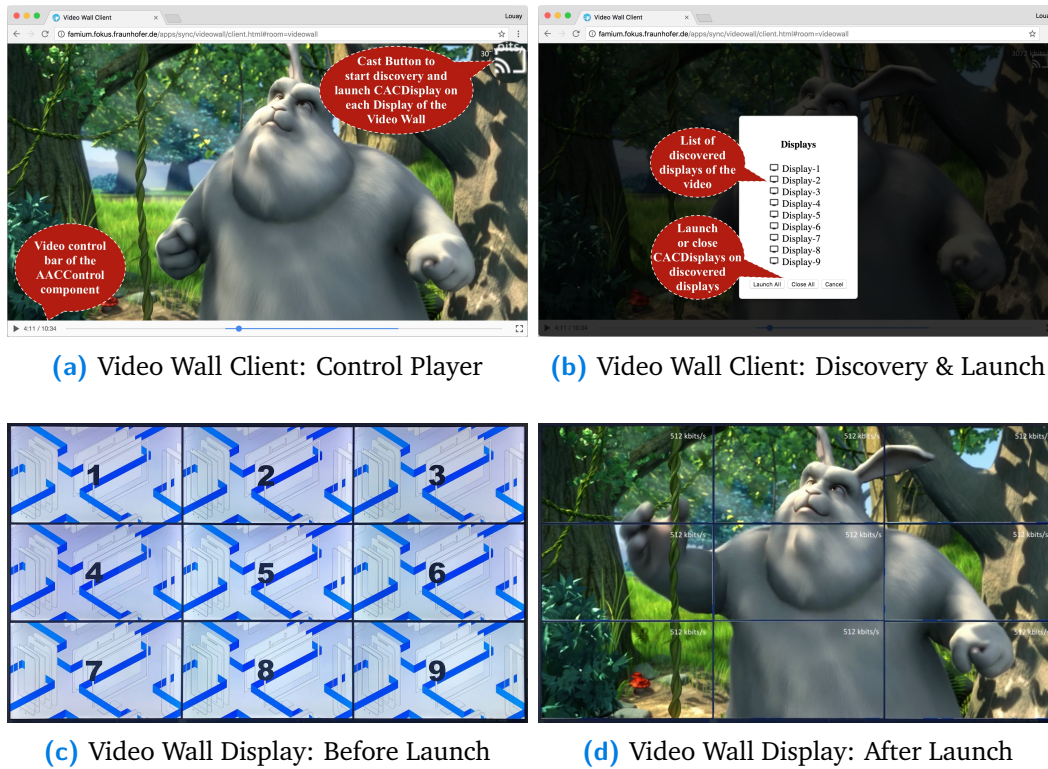 Video Wall Client
Louay
famium.fokus.fraunhofer.de/apps/sync/videowall/client.html#room=videowall
Cast Button to
start discovery and
launch CACDisplay on
each Display of the
Video Wall
Video control
bar of the
AACControl
component
4:11 / 10:34
(a) Video Wall Client: Control Player
Video Wall Client
famium.fokus.fraunhofer.de/apps/sync/videowall/client.html#room=videowall
List of
discovered
displays of the
video
Displays
Display-1
Display-2
Display-3
Display-4
Display-5
Display-6
Display-7
Display-8
Display-9
Launch
or close
CACDisplays on
discovered
displays
Launch All Close All Cancel
4:11 / 10:34
(b) Video Wall Client: Discovery & Launch
1 2 3
4 5 6
7 8 9
(c) Video Wall Display: Before Launch
512 kbits/s 512 kbits/s 512 kbits/s
512 kbits/s 512 kbits/s 512 kbits/s
512 kbits/s 512 kbits/s 512 kbits/s
(d) Video Wall Display: After Launch